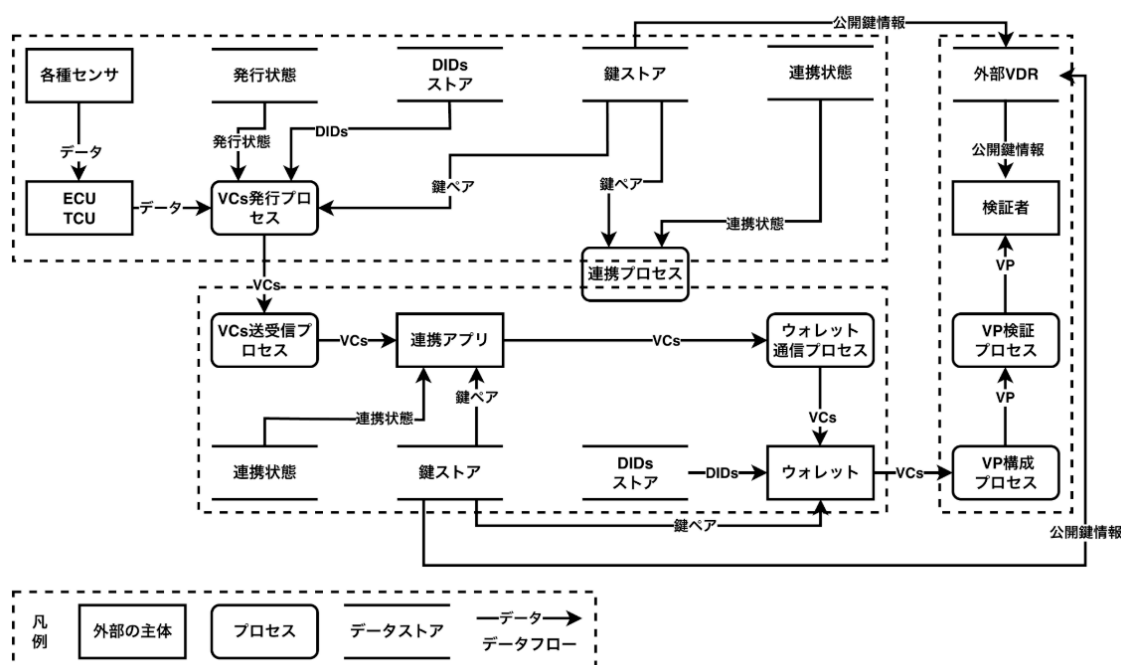 公開鍵情報
各種センサ
発行状態
DIDs
ストア
鍵ストア
連携状態
外部VDR
発行状態
DIDs
データ
鍵ペア
鍵ペア
公開鍵情報
ECU
TCU
データ
VCs発行プロ
セス
連携状態
検証者
連携プロセス
VP
VCs
VCs送受信プ
ロセス
VCs
連携アプリ
VCs
ウォレット
通信プロセス
VP検証
プロセス
連携状態
鍵ペア
VCs
VP
連携状態
鍵ストア
DIDs
ストア
DIDs
ウォレット
VCs
VP構成
プロセス
鍵ペア
公開鍵情報
凡
例
外部の主体
プロセス
データストア
データ
データフロー